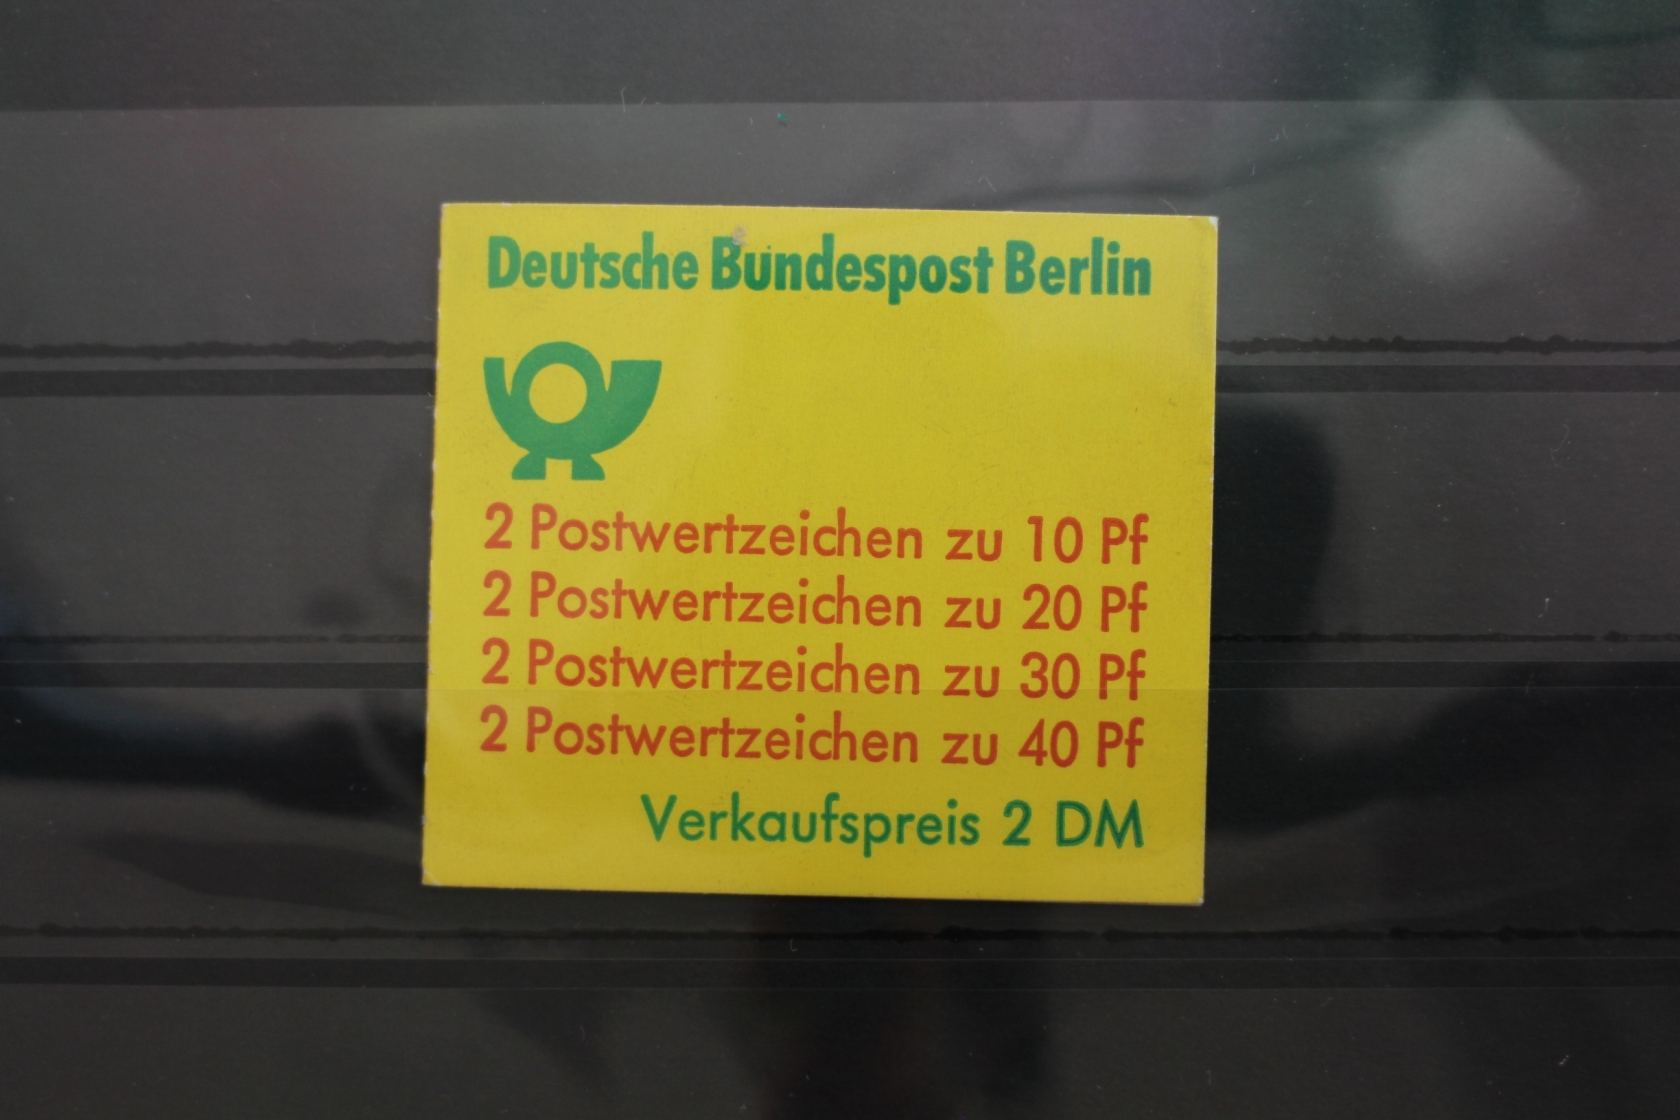 Deutsche Bundespost Berlin
2 Postwertzeichen zu 10 Pf
2 Postwertzeichen zu 20 Pf
2 Postwertzeichen zu 30 Pf
2 Postwertzeichen zu 40 Pf
Verkaufspreis 2 DM